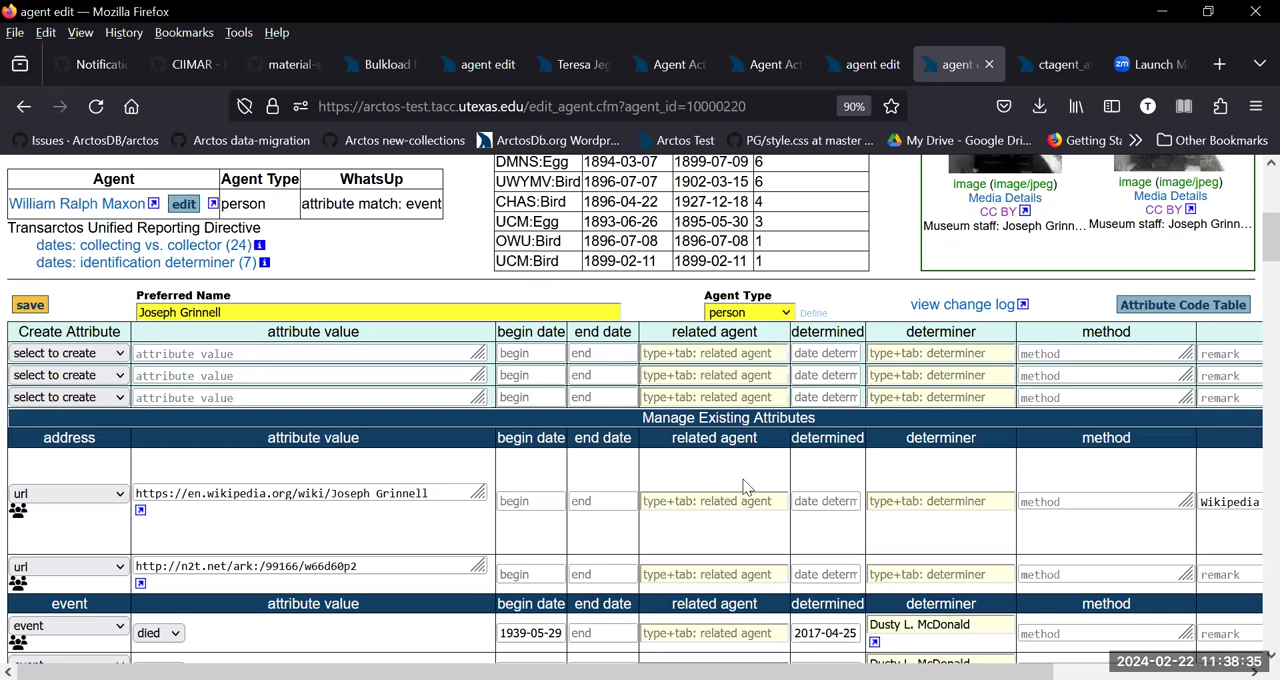 agent edit — Mozilla Firefox
File Edit View History Bookmarks Tools Help
Notificati CIIMAR - material-s Bulkload agent edit Teresa Jeg Agent Act Agent Act agent edit agent ctagent_a Launch M
https://arctos-test.tacc.utexas.edu/edit_agent.cfm?agent_id=10000220 90%
Issues · ArctosDB/arctos Arctos data-migration Arctos new-collections ArctosDb.org Wordpr... Arctos Test PG/style.css at master ... My Drive - Google Dri... Getting Sta Other Bookmarks
DMNS:Egg 1894-03-07 1899-07-09 6
Agent Agent Type WhatsUp
William Ralph Maxon edit person attribute match: event
Transarctos Unified Reporting Directive
dates: collecting vs. collector (24)
dates: identification determiner (7)
UWYMV:Bird 1896-07-07 1902-03-15 6
CHAS:Bird 1896-04-22 1927-12-18 4
UCM:Egg 1893-06-26 1895-05-30 3
OWU:Bird 1896-07-08 1896-07-08 1
UCM:Bird 1899-02-11 1899-02-11 1
image (image/jpeg)
Media Details
CC BY
Museum staff: Joseph Grinn...
image (image/jpeg)
Media Details
CC BY
Museum staff: Joseph Grinn...
save
Preferred Name
Joseph Grinnell
Agent Type
person Define
view change log
Attribute Code Table
Create Attribute attribute value begin date end date related agent determined determiner method
select to create attribute value begin end type+tab: related agent date determ type+tab: determiner method remark
select to create attribute value begin end type+tab: related agent date determ type+tab: determiner method remark
select to create attribute value begin end type+tab: related agent date determ type+tab: determiner method remark
Manage Existing Attributes
address attribute value begin date end date related agent determined determiner method
url https://en.wikipedia.org/wiki/Joseph_Grinnell begin end type+tab: related agent date determ type+tab: determiner method Wikipedia
url http://n2t.net/ark:/99166/w66d60p2 begin end type+tab: related agent date determ type+tab: determiner method remark
event attribute value begin date end date related agent determined determiner method
event died 1939-05-29 end type+tab: related agent 2017-04-25 Dusty L. McDonald method remark
2024-02-22 11:38:35